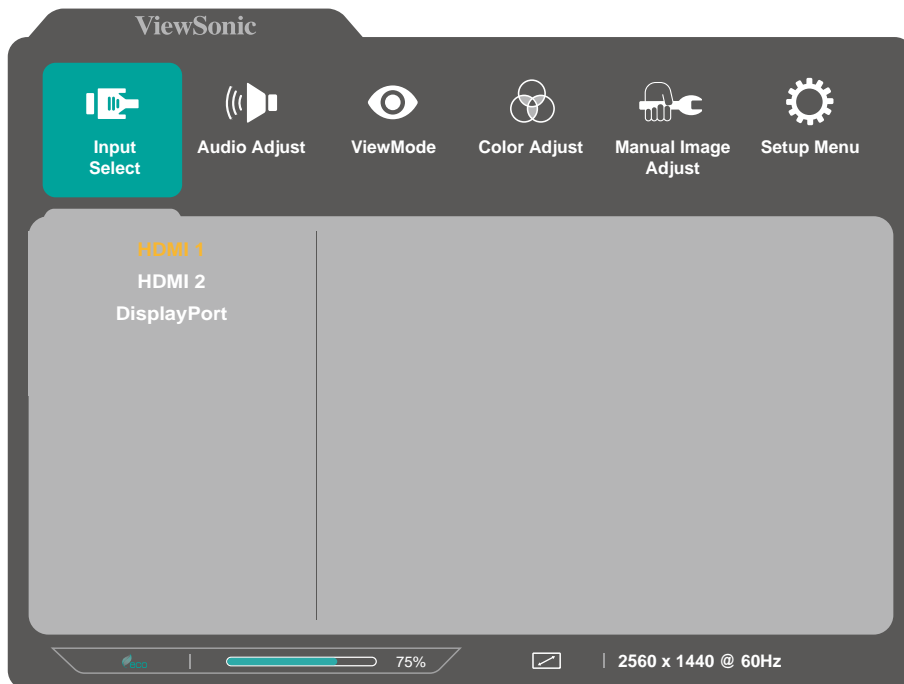 ViewSonic
Input
Select
Audio Adjust
ViewMode
Color Adjust
Manual Image
Adjust
Setup Menu
HDMI 1
HDMI 2
DisplayPort
eco
75%
2560 x 1440 @ 60Hz